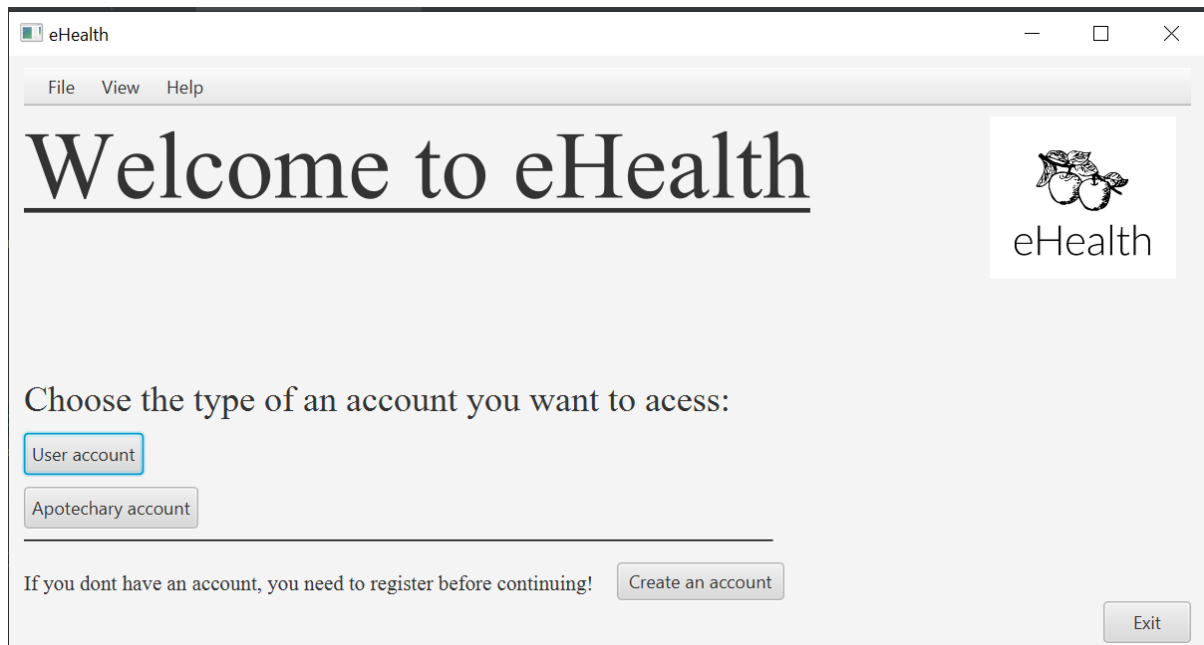 eHealth
File View Help
Welcome to eHealth
eHealth
Choose the type of an account you want to acess:
User account
Apotechary account
If you dont have an account, you need to register before continuing! Create an account
Exit